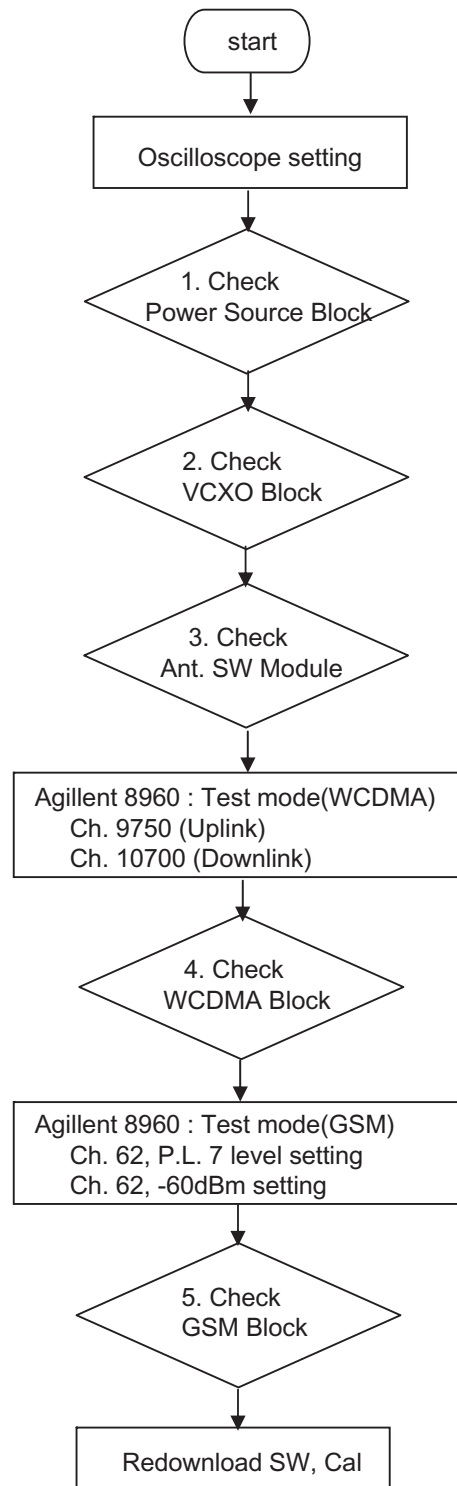 start
Oscilloscope setting
1. Check
Power Source Block
2. Check
VCXO Block
3. Check
Ant. SW Module
Agillent 8960 : Test mode(WCDMA)
Ch. 9750 (Uplink)
Ch. 10700 (Downlink)
4. Check
WCDMA Block
Agillent 8960 : Test mode(GSM)
Ch. 62, P.L. 7 level setting
Ch. 62, -60dBm setting
5. Check
GSM Block
Redownload SW, Cal